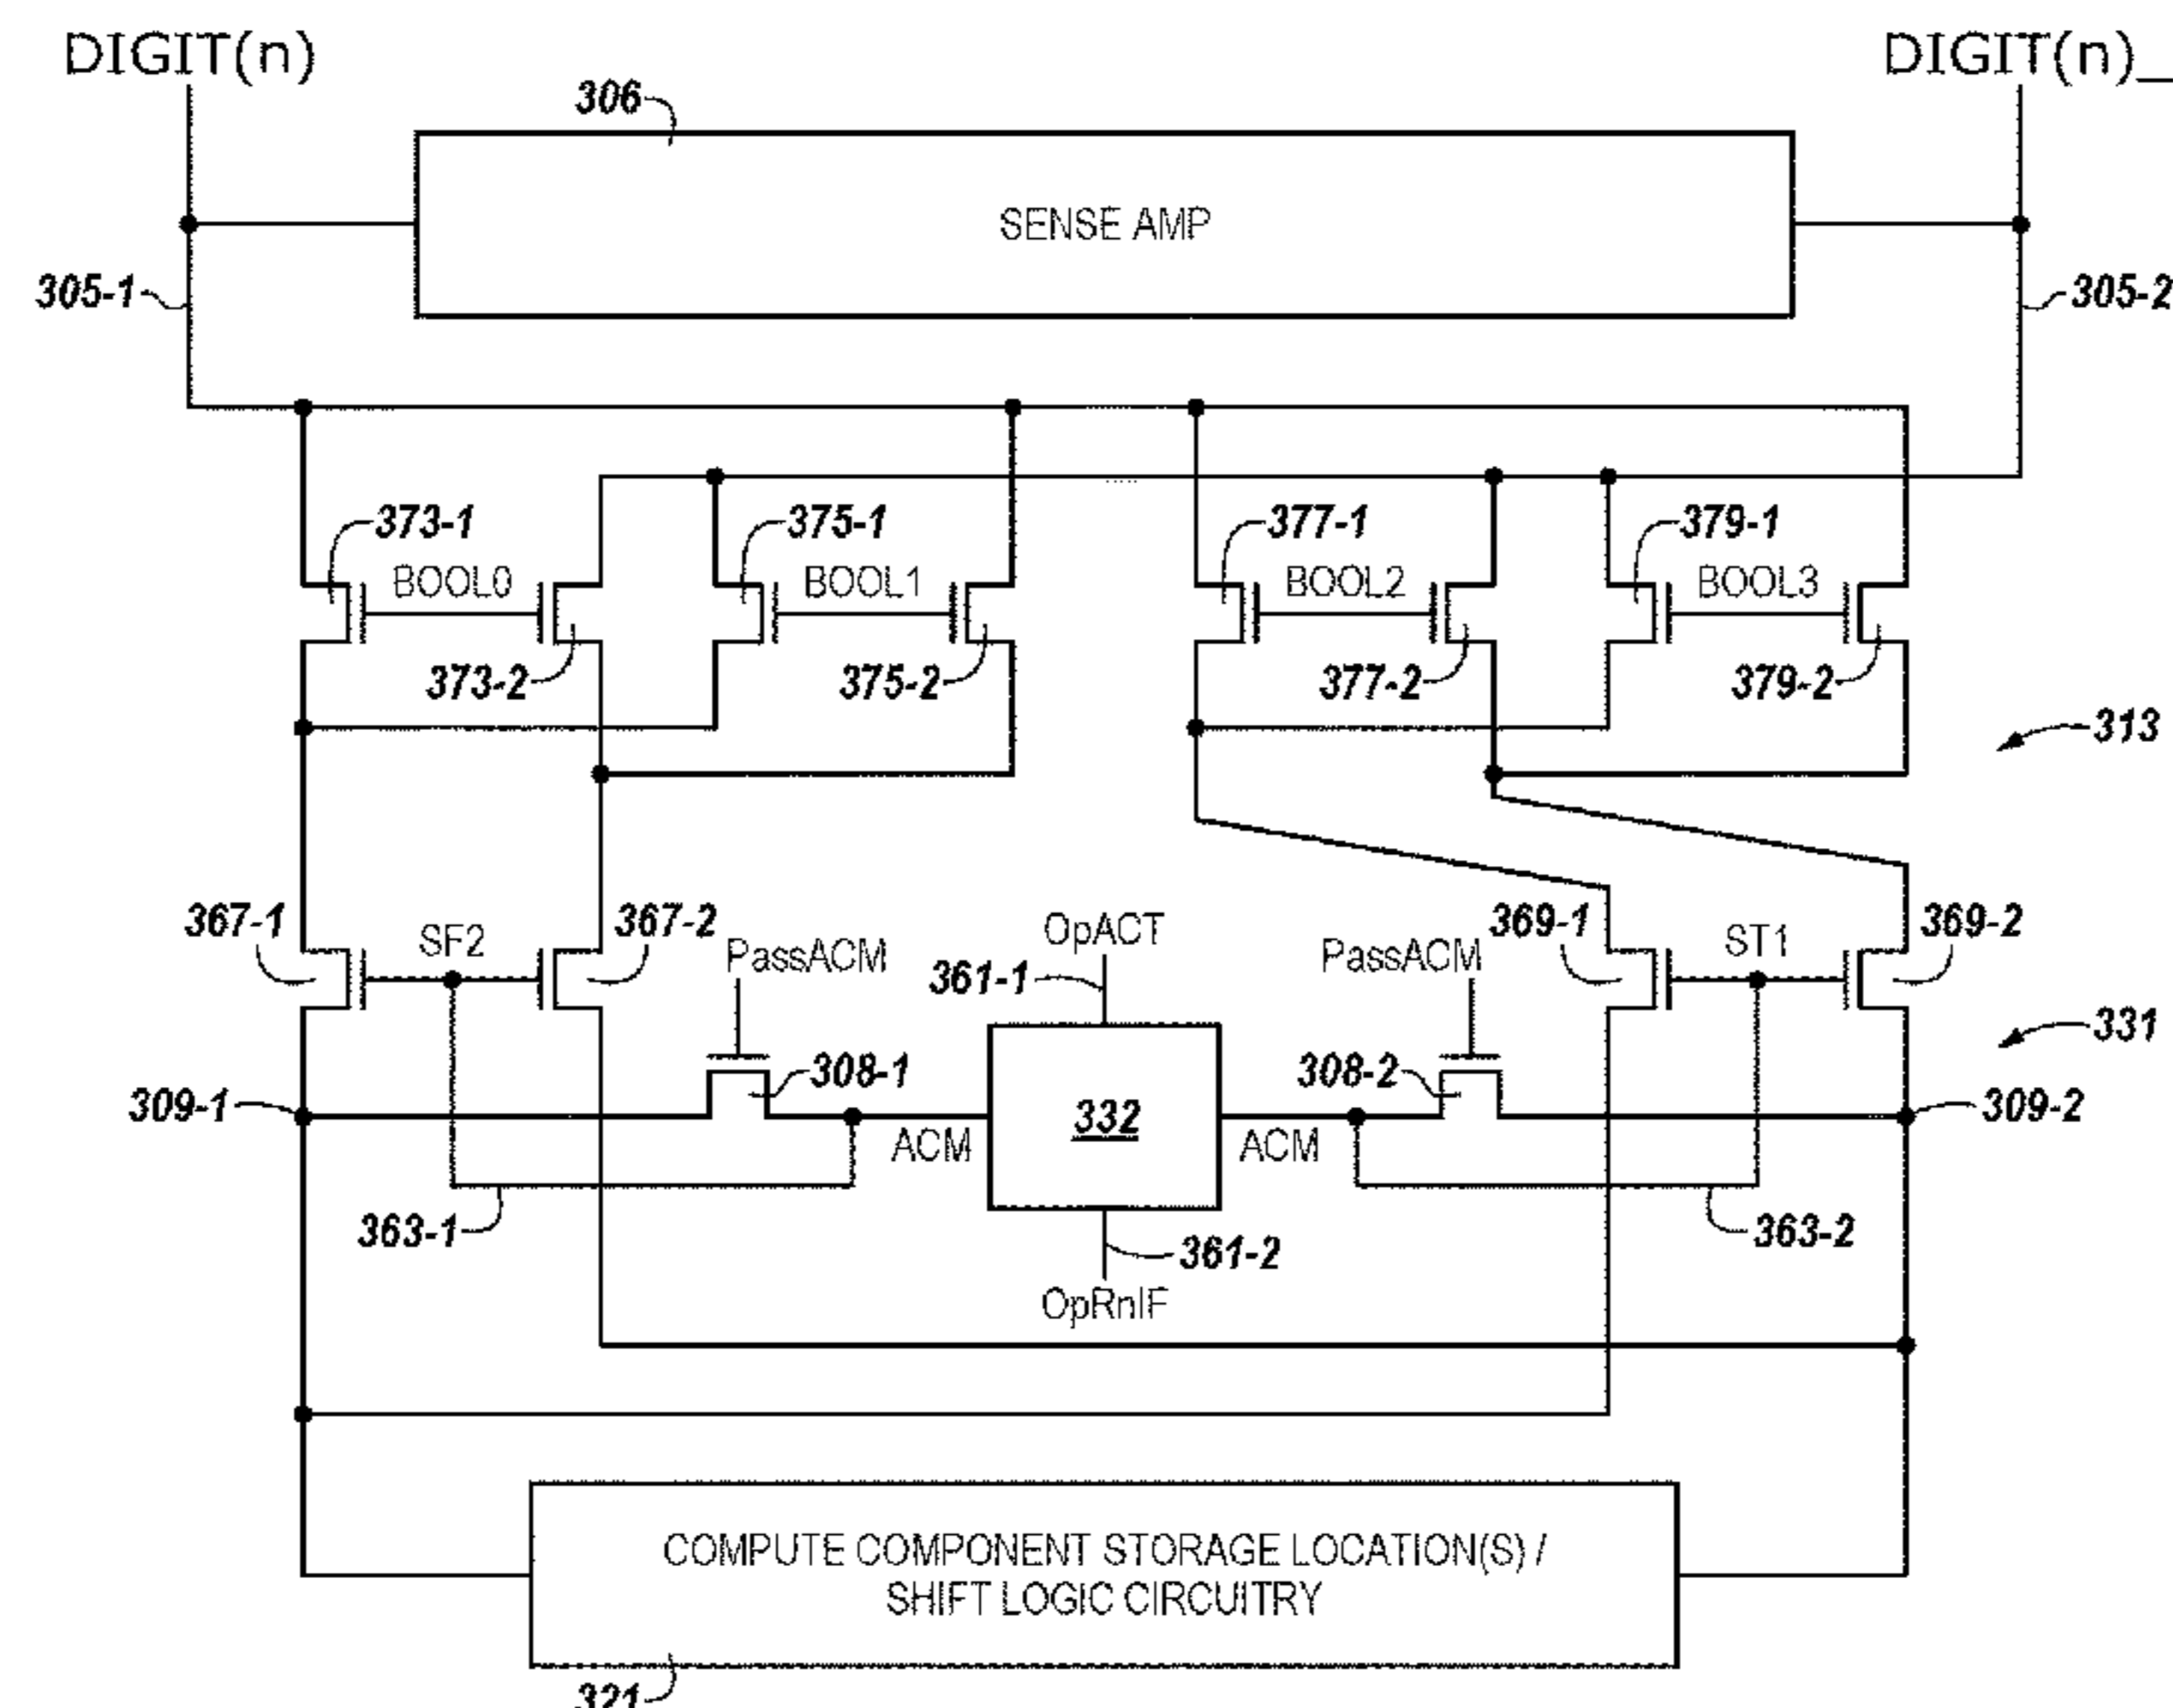 DIGIT(n) DIGIT(n)_
306
SENSE AMP
305-1 305-2
373-1 375-1 377-1 379-1
BOOL0 BOOL1 BOOL2 BOOL3
373-2 375-2 377-2 379-2
313
367-1 SF2 367-2 OpACT 369-1 ST1 369-2
PassACM 361-1 PassACM
331
308-1 308-2
309-1 332 309-2
ACM ACM
363-1 361-2 363-2
OpRnIF
COMPUTE COMPONENT STORAGE LOCATION(S) /
SHIFT LOGIC CIRCUITRY
321